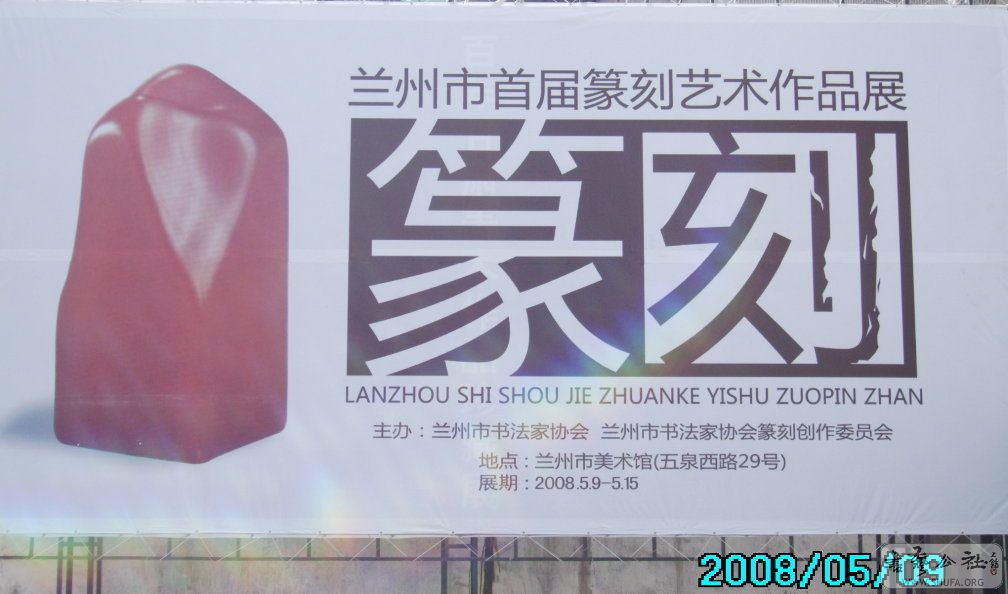 兰州市首届篆刻艺术作品展
篆刻
LANZHOU SHI SHOU JIE ZHUANKE YISHU ZUOPIN ZHAN
主办：兰州市书法家协会 兰州市书法家协会篆刻创作委员会
地点：兰州市美术馆(五泉西路29号)
展期：2008.5.9-5.15
2008/05/09
WWW.SHUFA.ORG